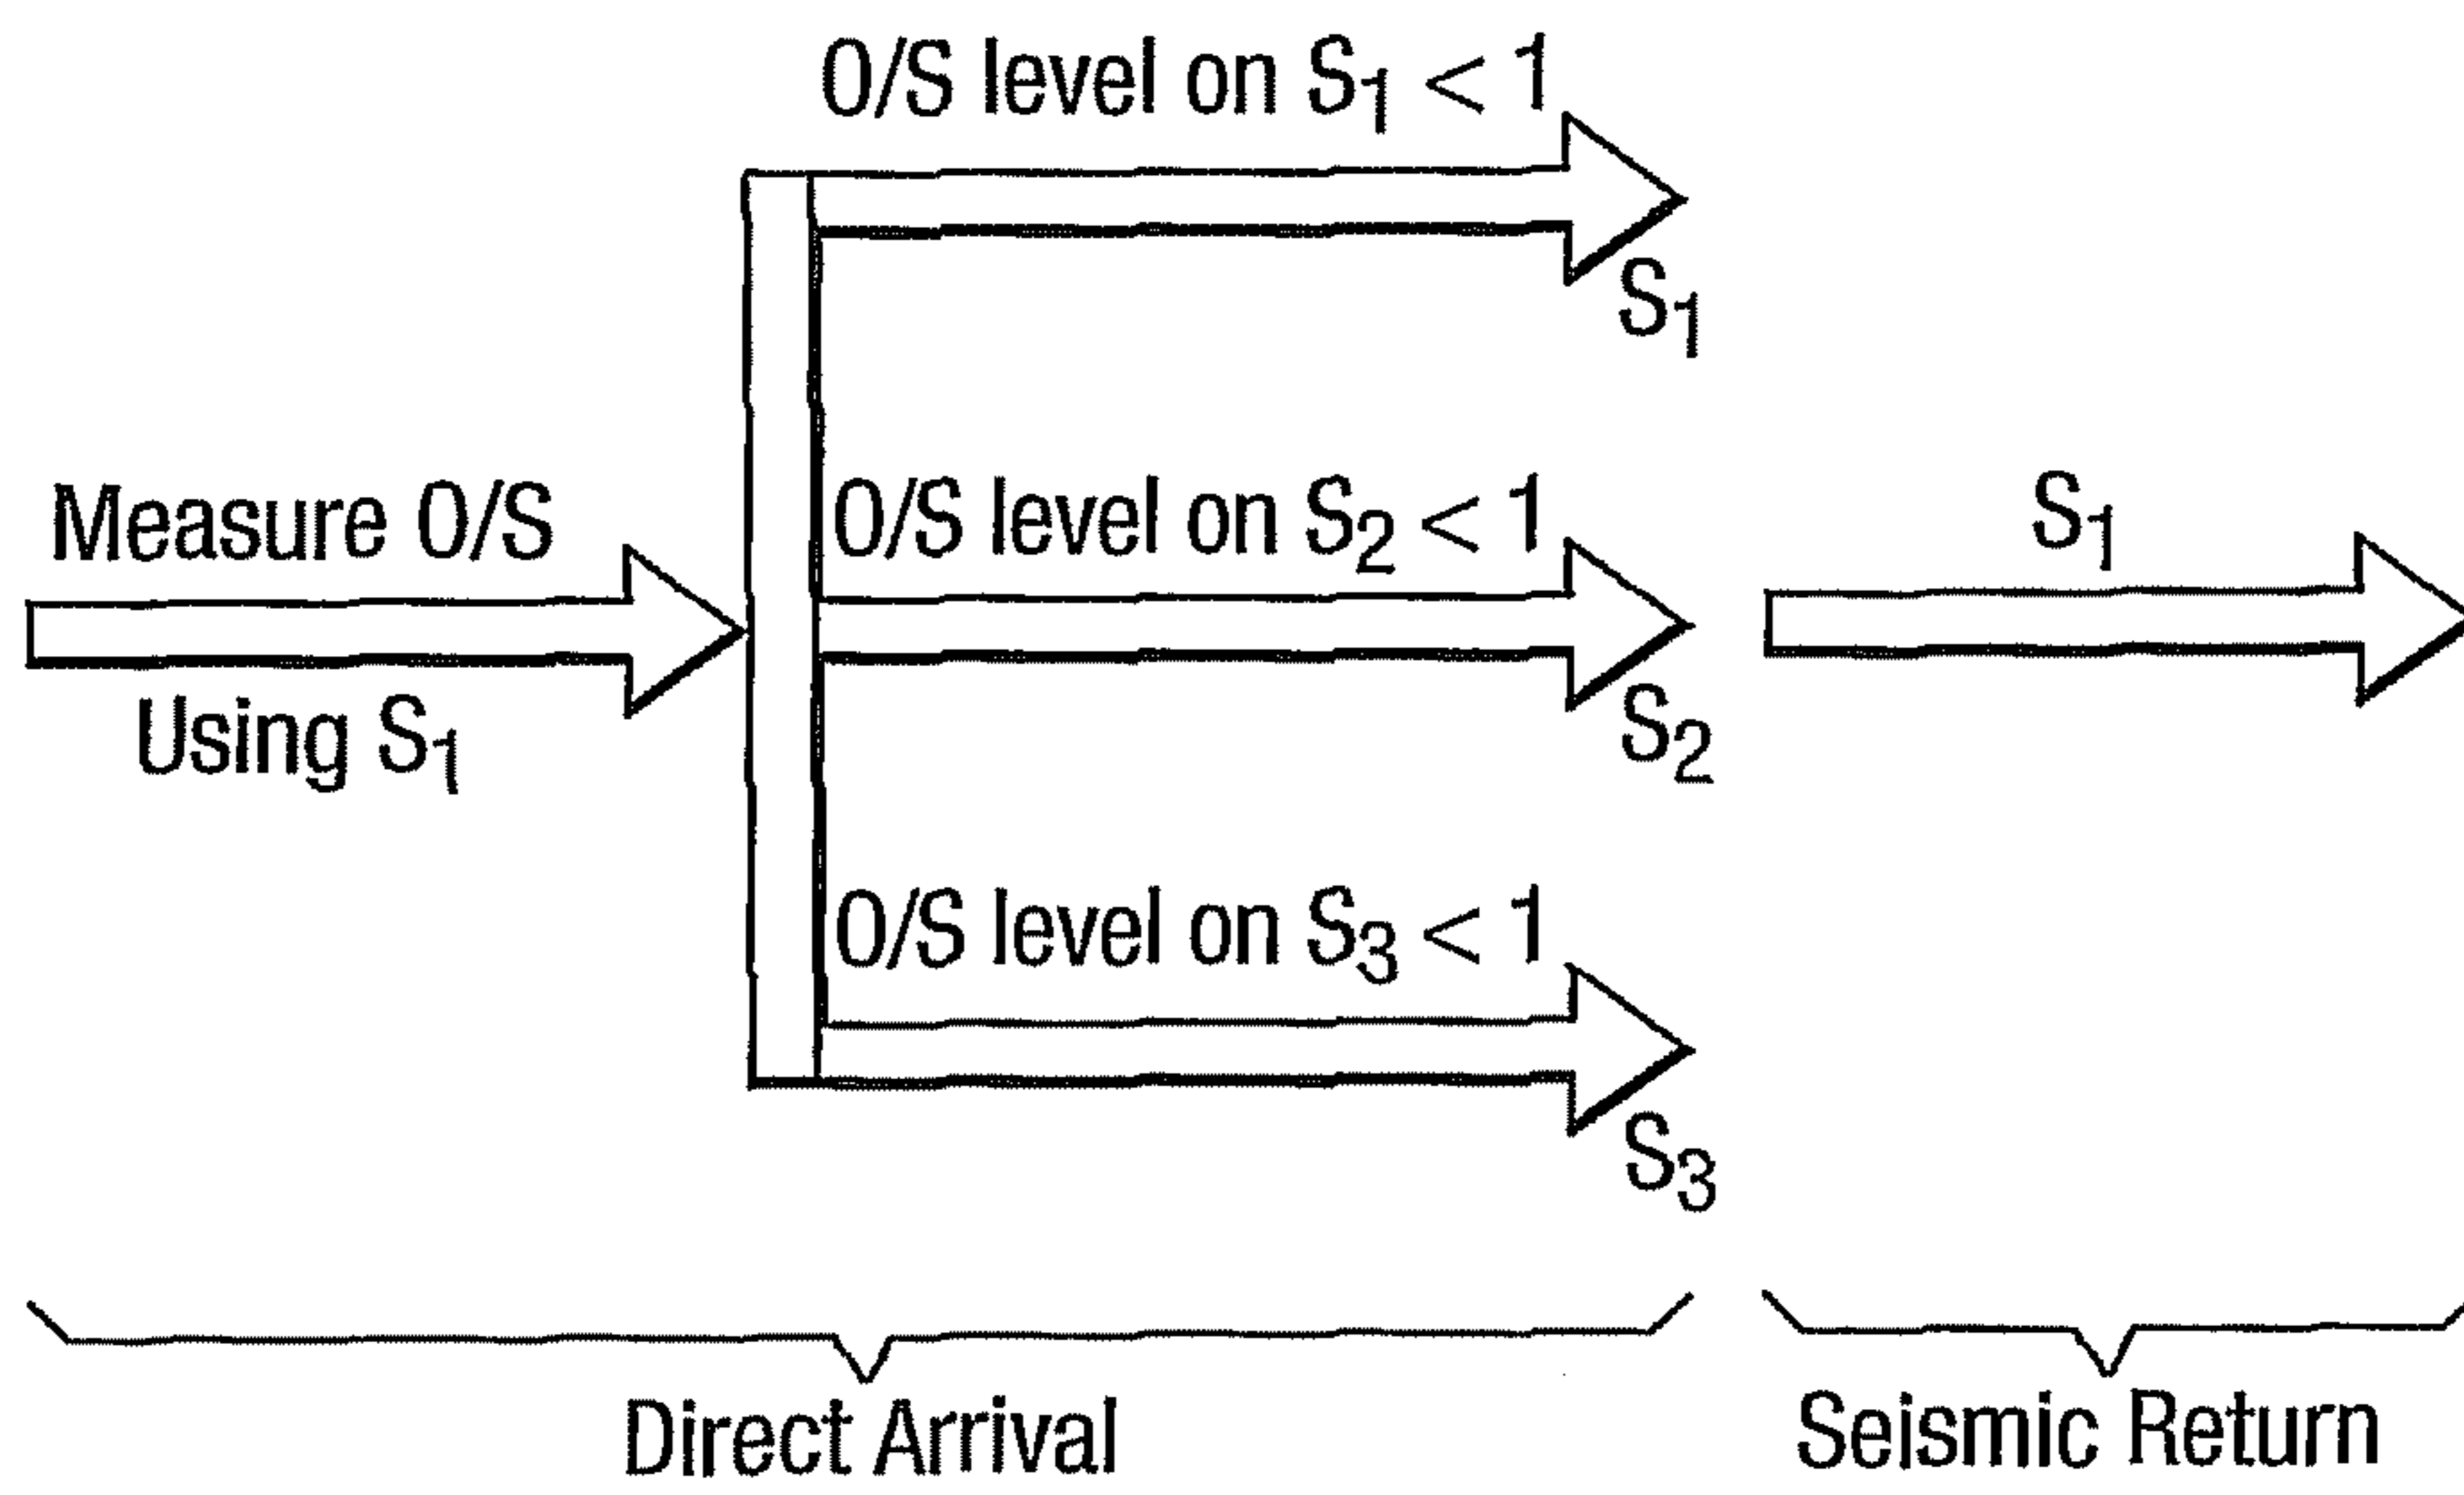 O/S level on S1 < 1
S1
Measure O/S
Using S1
O/S level on S2 < 1
S2
S1
O/S level on S3 < 1
S3
Direct Arrival
Seismic Return